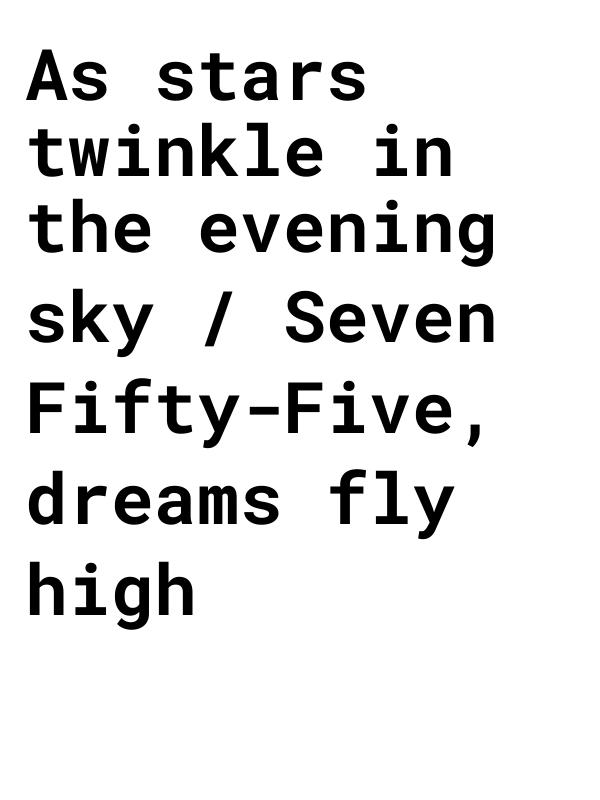 As stars
twinkle in
the evening
sky / Seven
Fifty-Five,
dreams fly
high